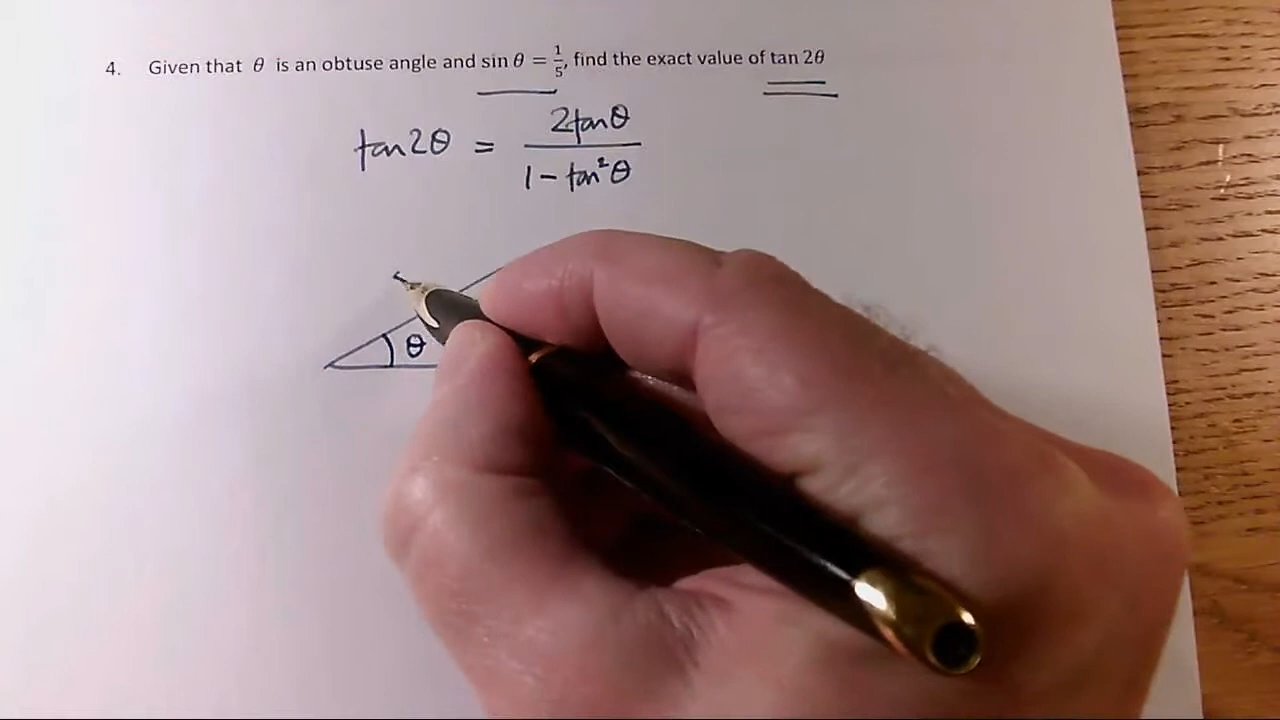 4. Given that θ is an obtuse angle and sin θ = 1/5, find the exact value of tan 2θ
tan2θ = 2tanθ / 1 - tan²θ
θ